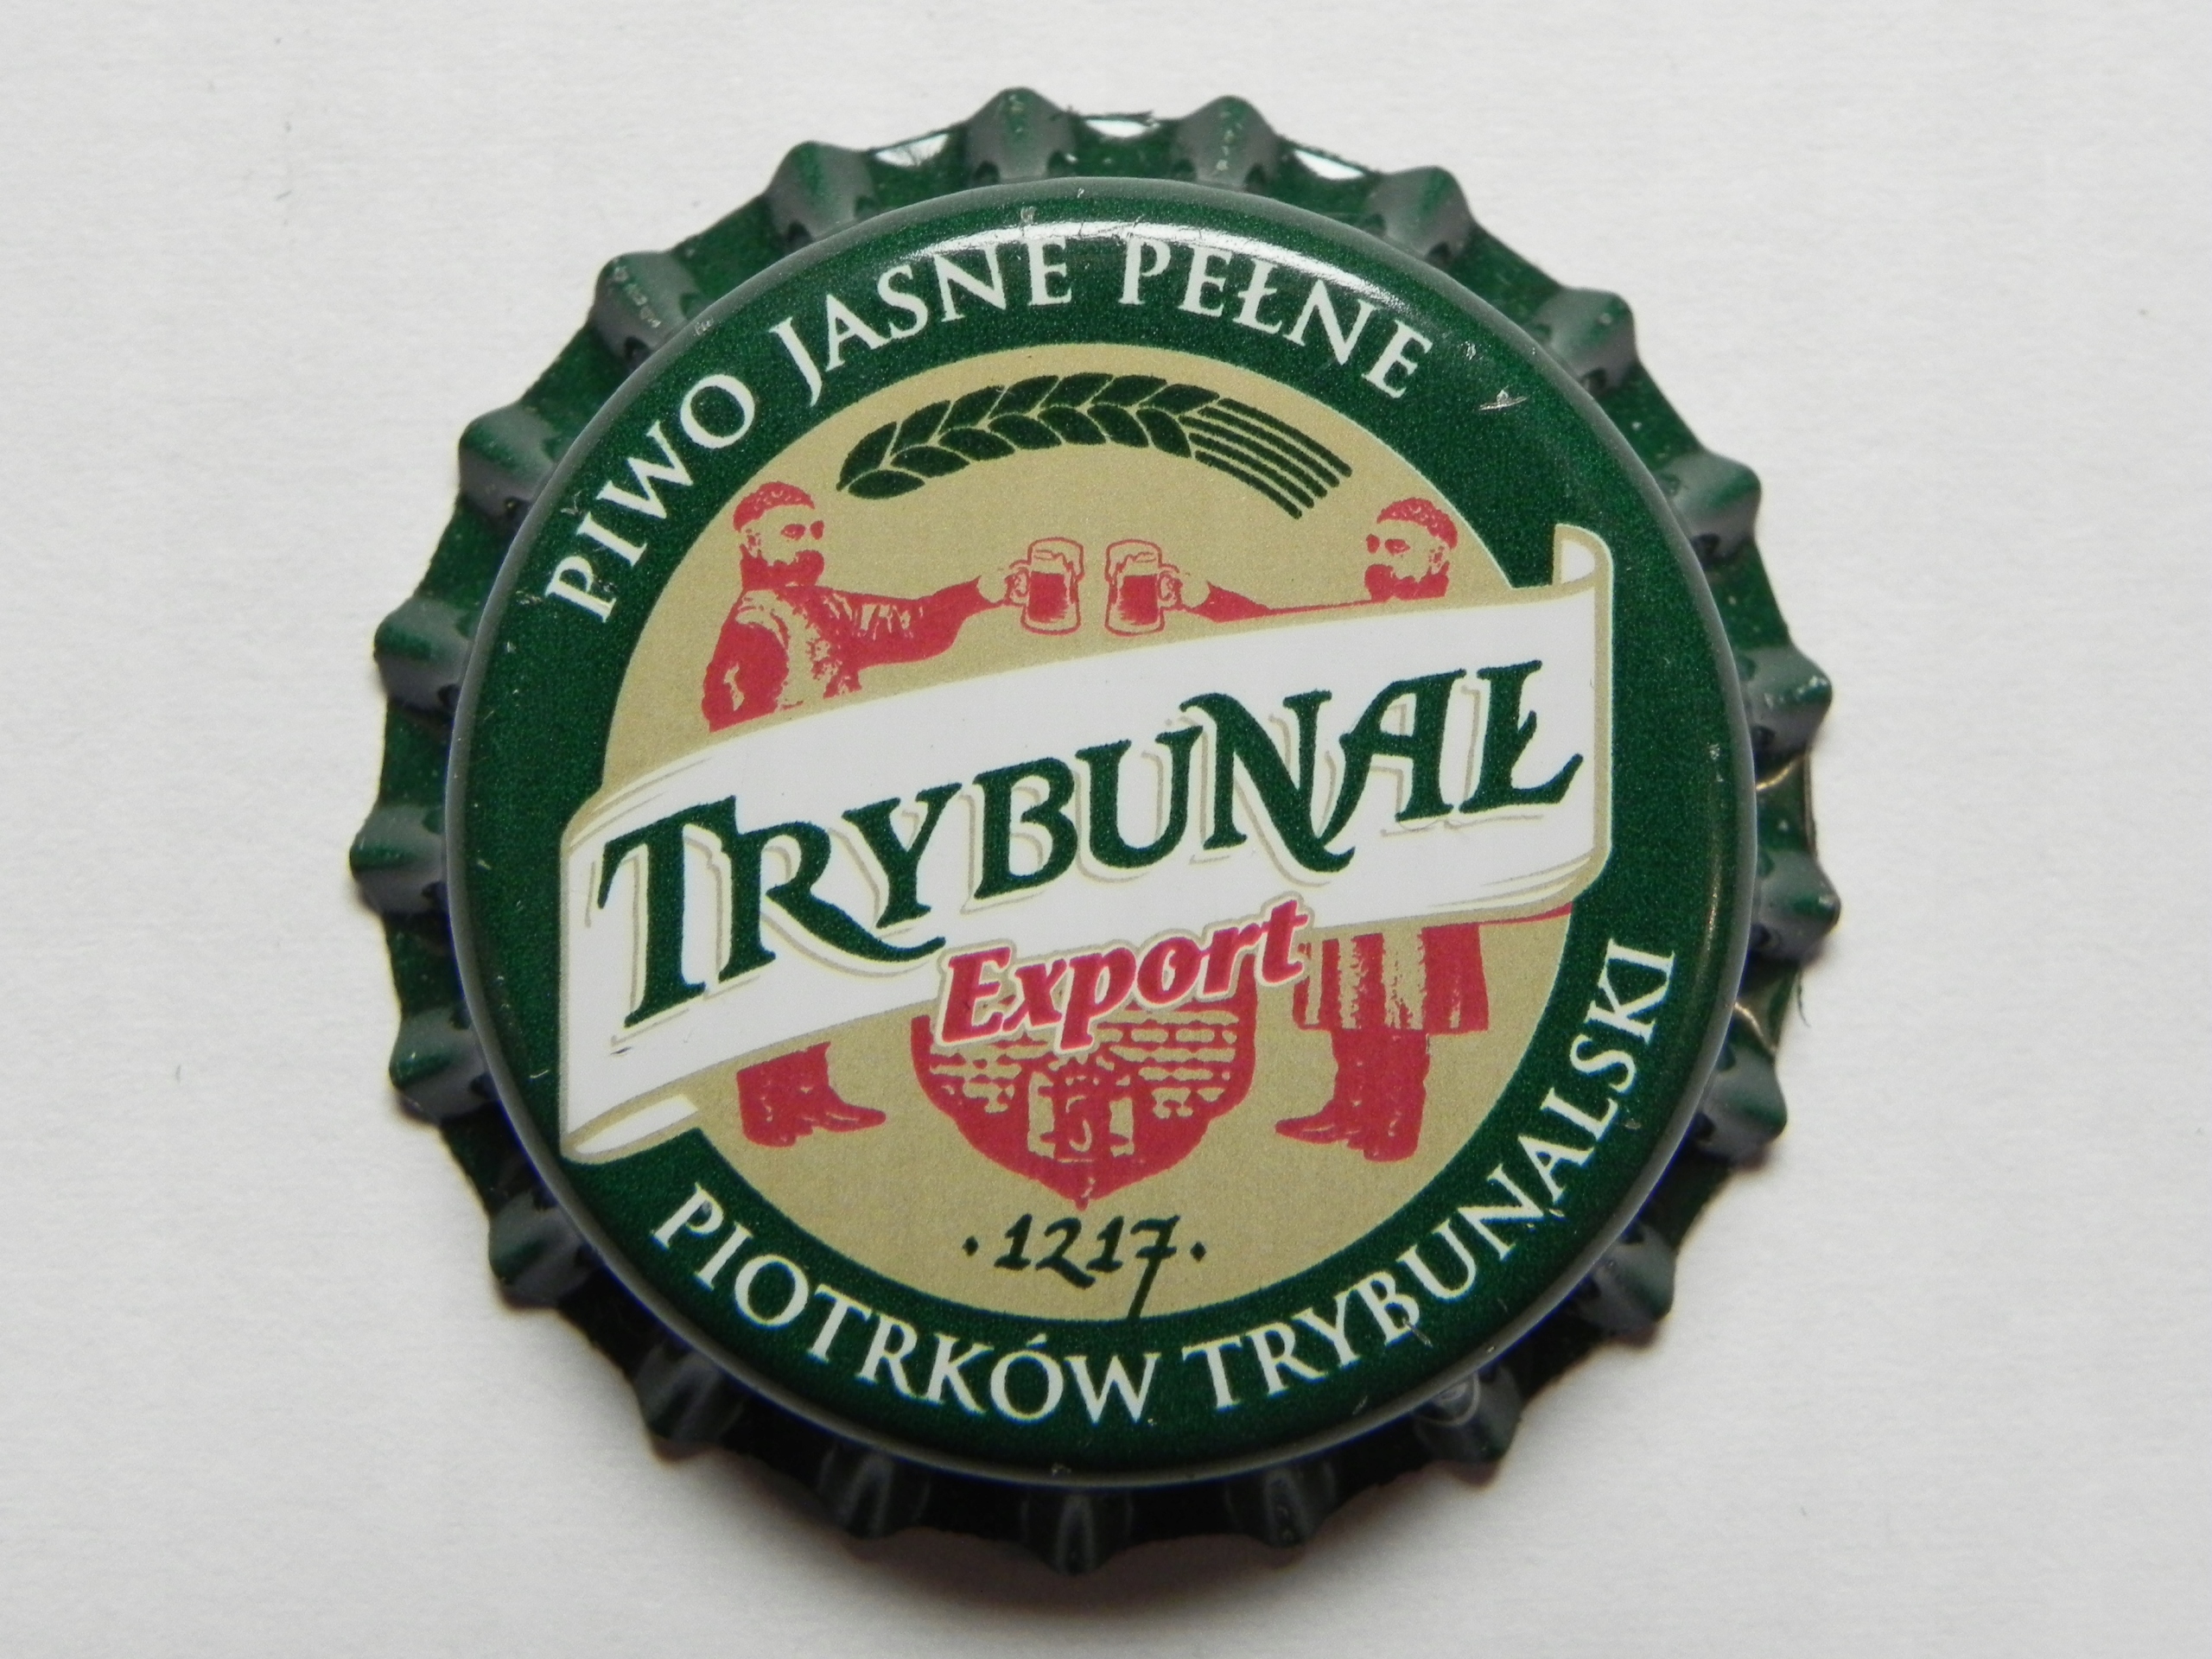 PIWO JASNE PEŁNE
TRYBUNAŁ
Export
·1217·
PIOTRKÓW TRYBUNALSKI